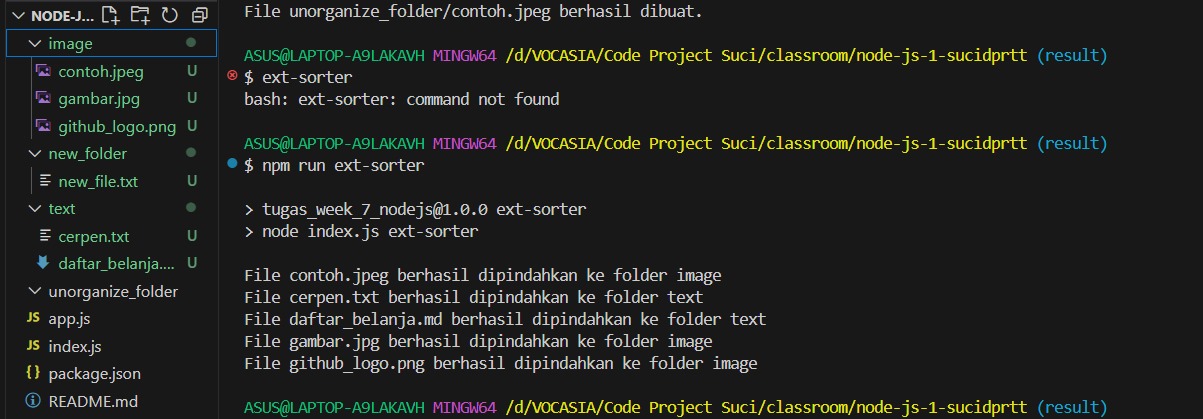 NODE-J...
image
contoh.jpeg U
gambar.jpg U
github_logo.png U
new_folder
new_file.txt U
text
cerpen.txt U
daftar_belanja.... U
unorganize_folder
JS app.js
JS index.js
{} package.json
README.md
File unorganize_folder/contoh.jpeg berhasil dibuat.
ASUS@LAPTOP-A9LAKAVH MINGW64 /d/VOCASIA/Code Project Suci/classroom/node-js-1-sucidprtt (result)
$ ext-sorter
bash: ext-sorter: command not found
ASUS@LAPTOP-A9LAKAVH MINGW64 /d/VOCASIA/Code Project Suci/classroom/node-js-1-sucidprtt (result)
$ npm run ext-sorter
> tugas_week_7_nodejs@1.0.0 ext-sorter
> node index.js ext-sorter
File contoh.jpeg berhasil dipindahkan ke folder image
File cerpen.txt berhasil dipindahkan ke folder text
File daftar_belanja.md berhasil dipindahkan ke folder text
File gambar.jpg berhasil dipindahkan ke folder image
File github_logo.png berhasil dipindahkan ke folder image
ASUS@LAPTOP-A9LAKAVH MINGW64 /d/VOCASIA/Code Project Suci/classroom/node-js-1-sucidprtt (result)